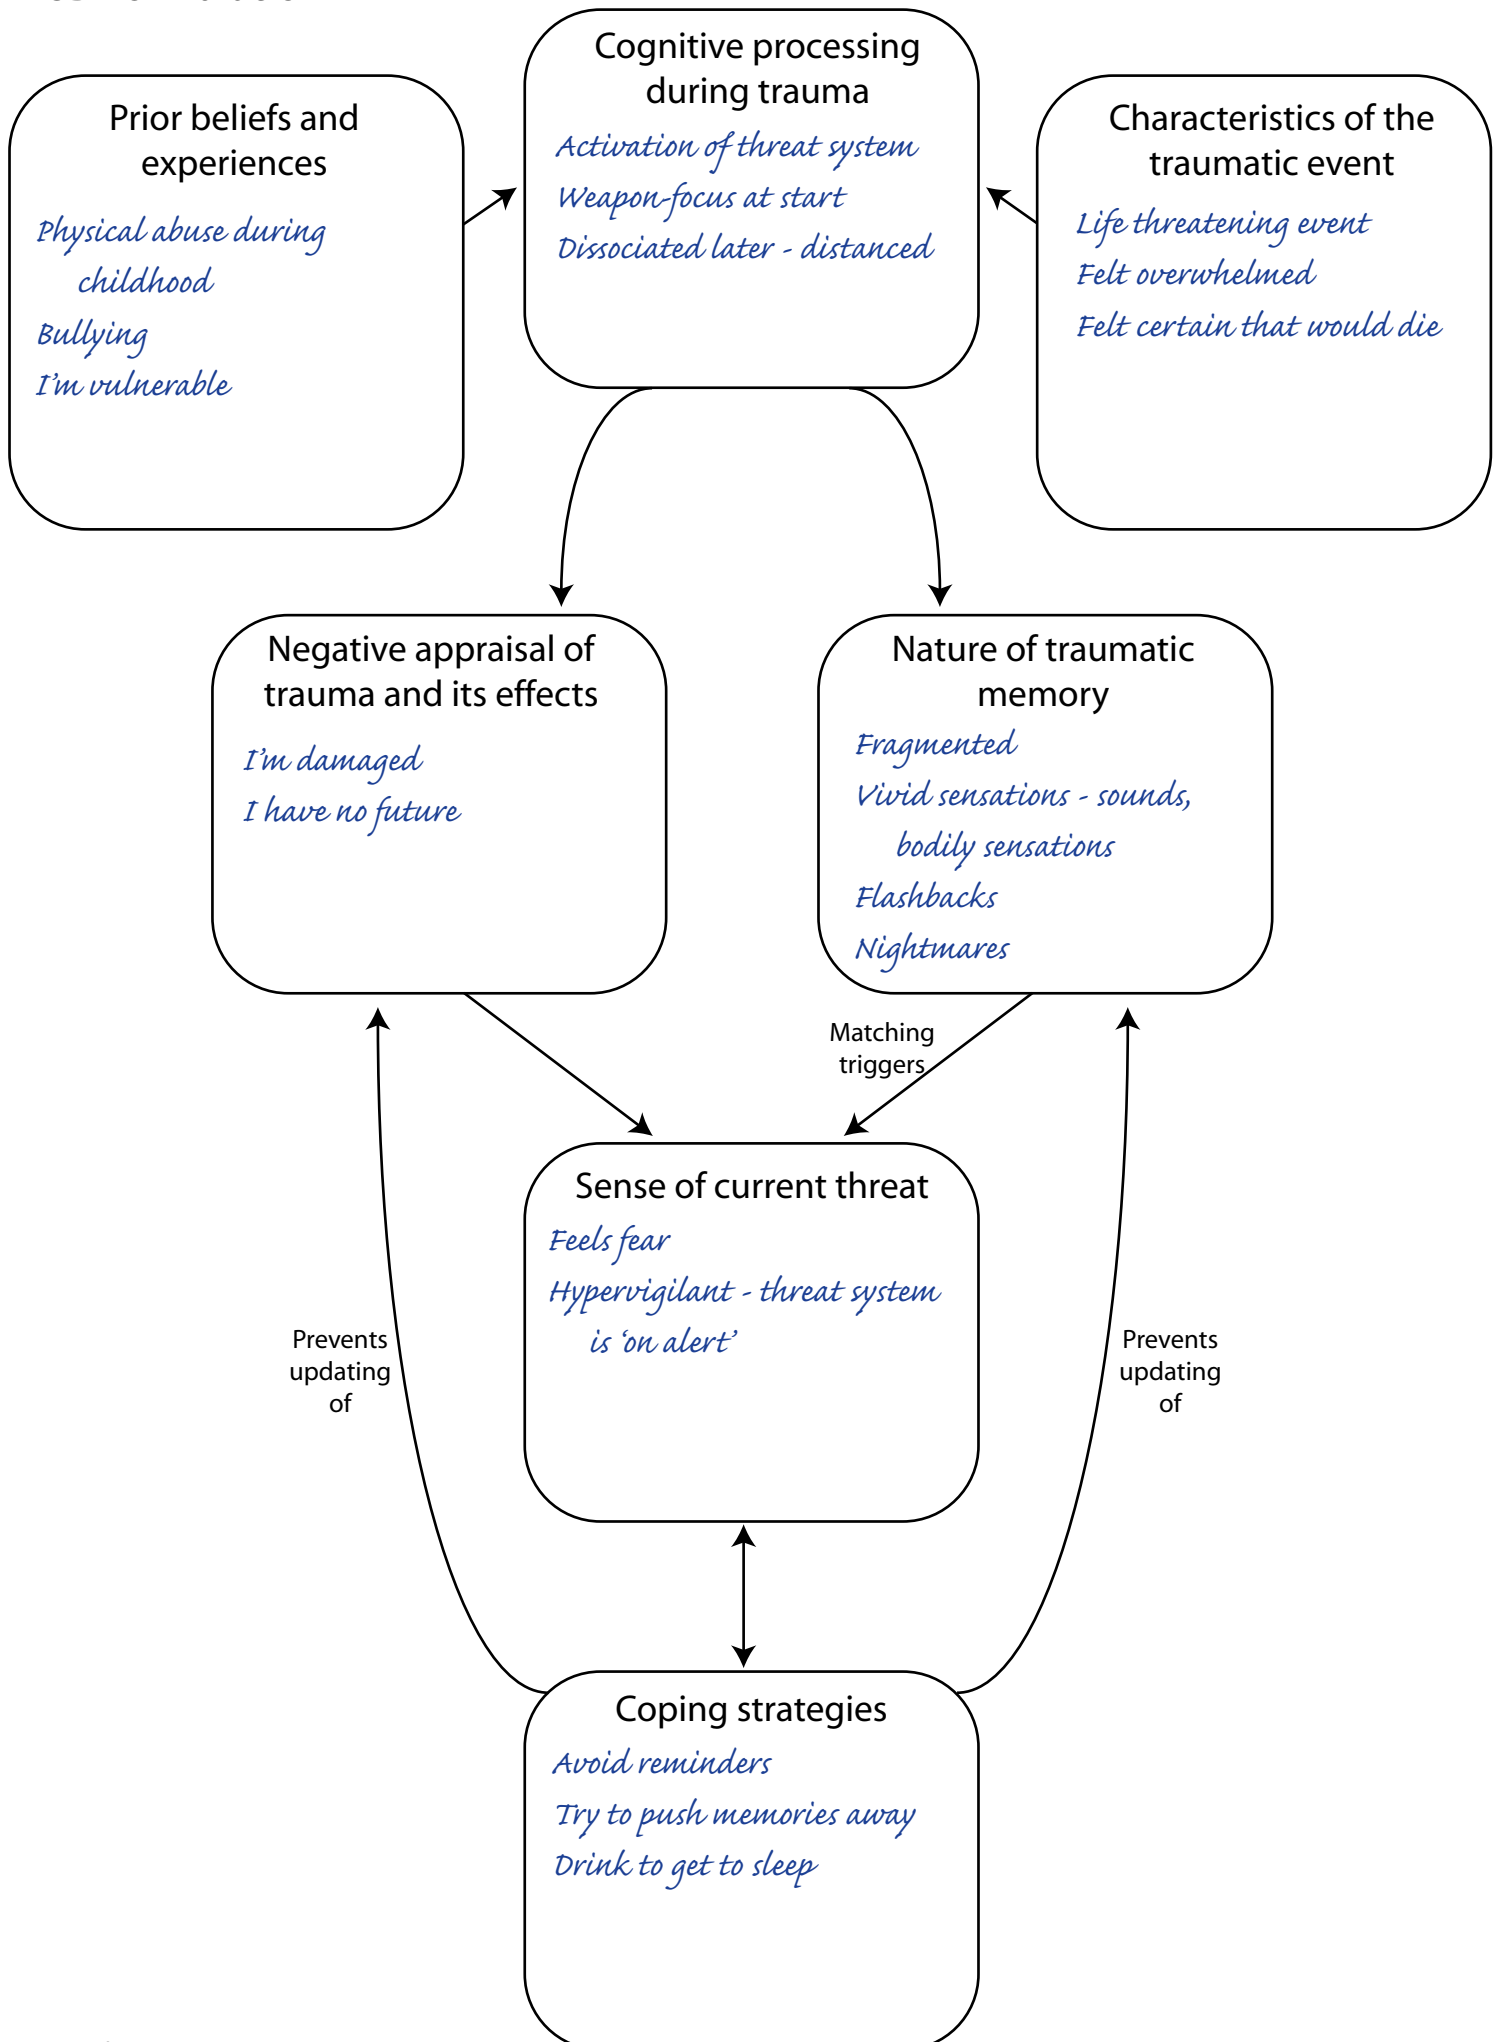 Cognitive processing
during trauma
Activation of threat system
Weapon-focus at start
Dissociated later - distanced
Prior beliefs and
experiences
Physical abuse during
childhood
Bullying
I'm vulnerable
Characteristics of the
traumatic event
Life threatening event
Felt overwhelmed
Felt certain that would die
Negative appraisal of
trauma and its effects
I'm damaged
I have no future
Nature of traumatic
memory
Fragmented
Vivid sensations - sounds,
bodily sensations
Flashbacks
Nightmares
Matching
triggers
Sense of current threat
Feels fear
Hypervigilant - threat system
is 'on alert'
Prevents
updating
of
Prevents
updating
of
Coping strategies
Avoid reminders
Try to push memories away
Drink to get to sleep